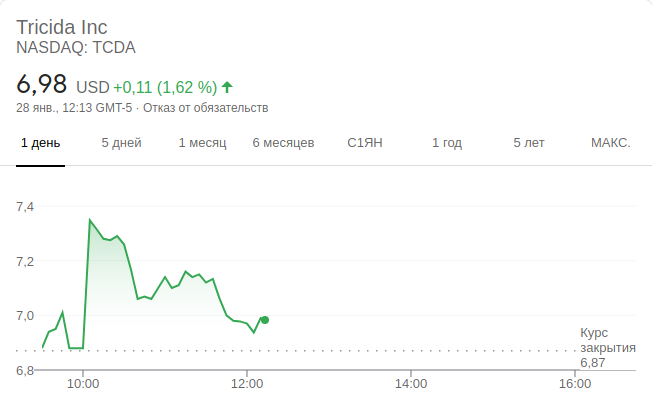 Tricida Inc
NASDAQ: TCDA
6,98 USD +0,11 (1,62 %)
28 янв., 12:13 GMT-5 · Отказ от обязательств
1 день 5 дней 1 месяц 6 месяцев С1ЯН 1 год 5 лет МАКС.
7,4
7,2
7,0
Курс
закрытия
6,87
6,8
10:00 12:00 14:00 16:00